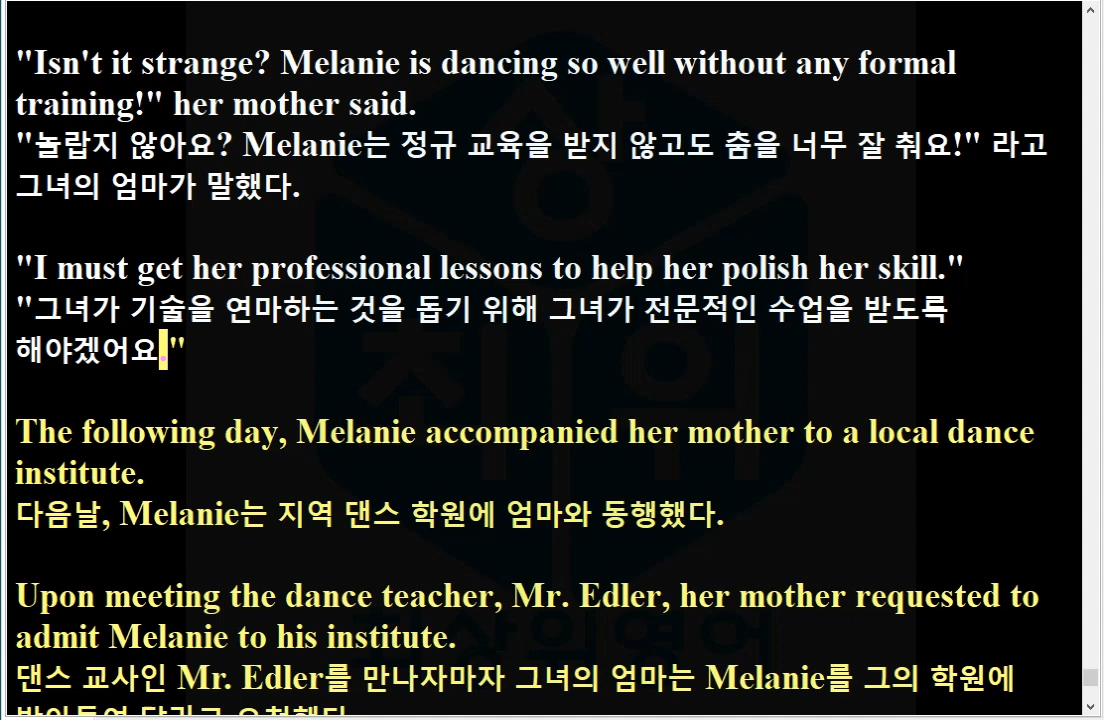 "Isn't it strange? Melanie is dancing so well without any formal
training!" her mother said.
"놀랍지 않아요? Melanie는 정규 교육을 받지 않고도 춤을 너무 잘 춰요!" 라고
그녀의 엄마가 말했다.
"I must get her professional lessons to help her polish her skill."
"그녀가 기술을 연마하는 것을 돕기 위해 그녀가 전문적인 수업을 받도록
해야겠어요."
The following day, Melanie accompanied her mother to a local dance
institute.
다음날, Melanie는 지역 댄스 학원에 엄마와 동행했다.
Upon meeting the dance teacher, Mr. Edler, her mother requested to
admit Melanie to his institute.
댄스 교사인 Mr. Edler를 만나자마자 그녀의 엄마는 Melanie를 그의 학원에